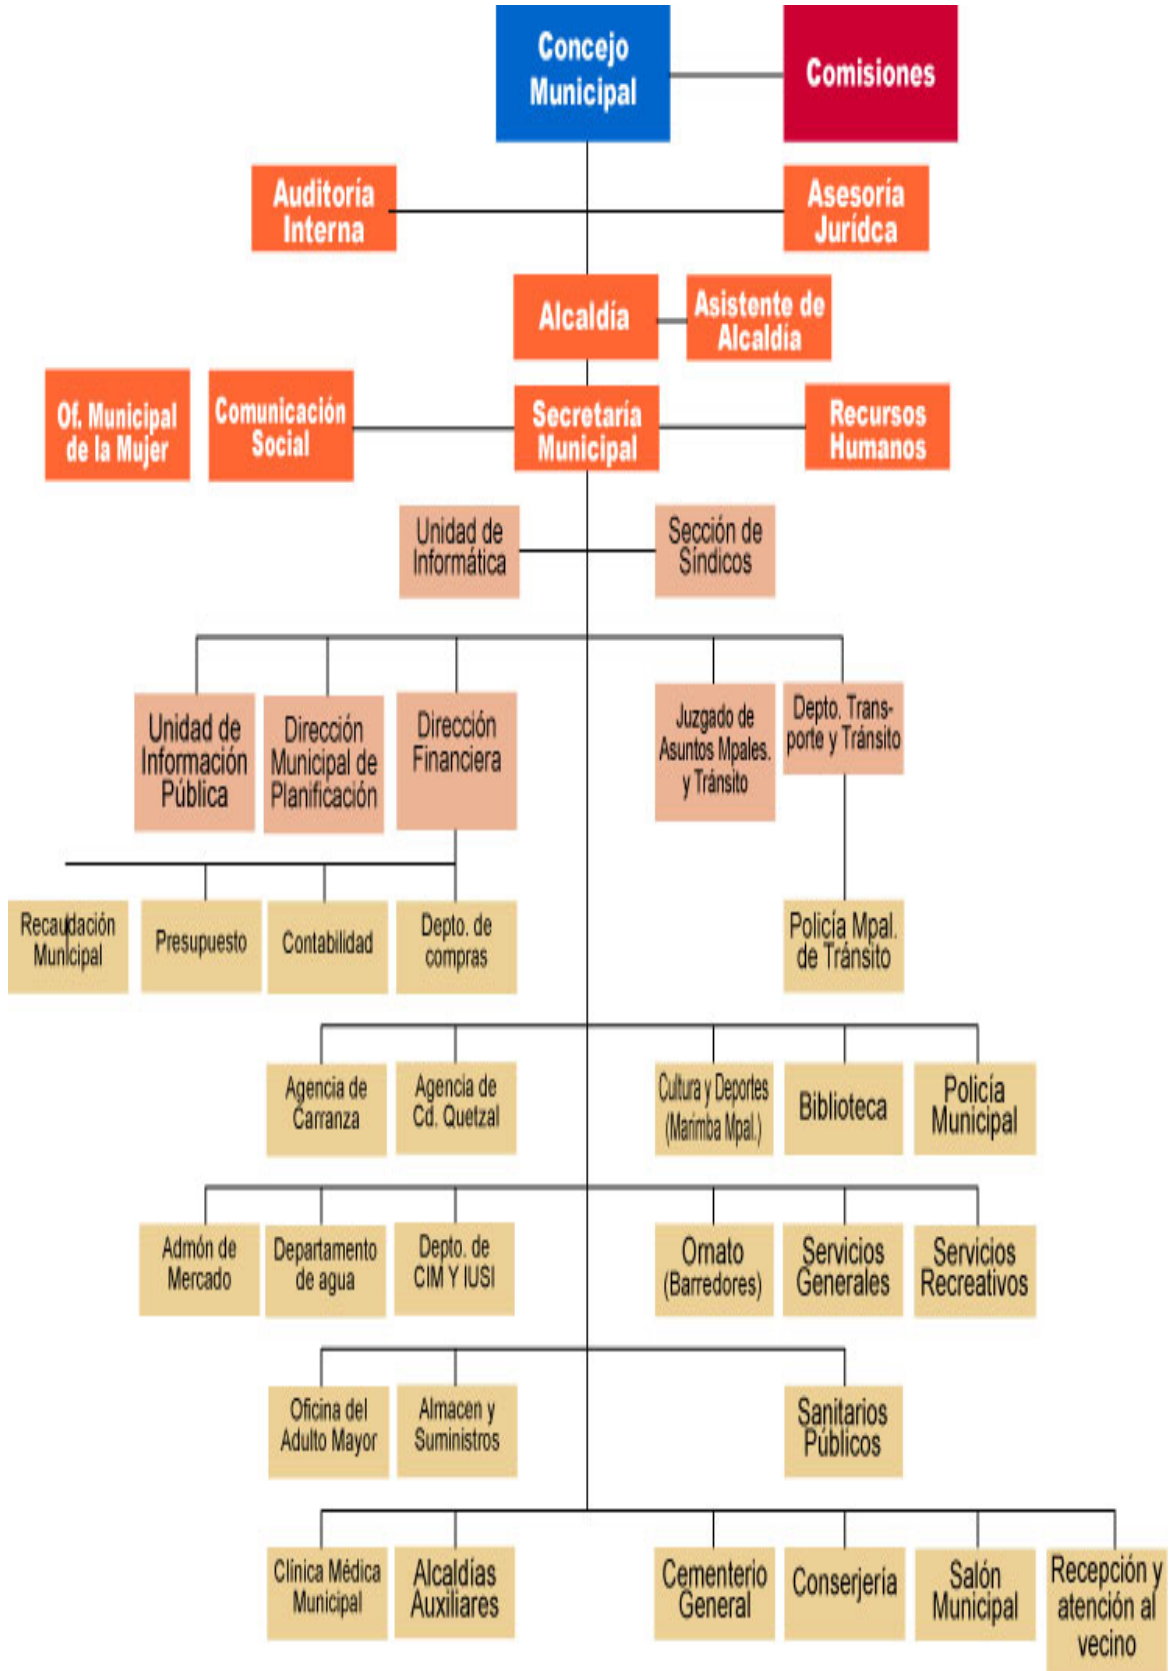 Concejo
Municipal
Comisiones
Auditoría
Interna
Asesoría
Jurídca
Alcaldía
Asistente de
Alcaldía
Of. Municipal
de la Mujer
Comunicación
Social
Secretaría
Municipal
Recursos
Humanos
Unidad de
Informática
Sección de
Síndicos
Unidad de
Información
Pública
Dirección
Municipal de
Planificación
Dirección
Financiera
Juzgado de
Asuntos Mpales.
y Tránsito
Depto. Trans-
porte y Tránsito
Recaudación
Municipal
Presupuesto
Contabilidad
Depto. de
compras
Policía Mpal.
de Tránsito
Agencia de
Carranza
Agencia de
Cd. Quetzal
Cultura y Deportes
(Marimba Mpal.)
Biblioteca
Policía
Municipal
Admón de
Mercado
Departamento
de agua
Depto. de
CIM Y IUSI
Ornato
(Barredores)
Servicios
Generales
Servicios
Recreativos
Oficina del
Adulto Mayor
Almacen y
Suministros
Sanitarios
Públicos
Clínica Médica
Municipal
Alcaldías
Auxiliares
Cementerio
General
Conserjería
Salón
Municipal
Recepción y
atención al
vecino